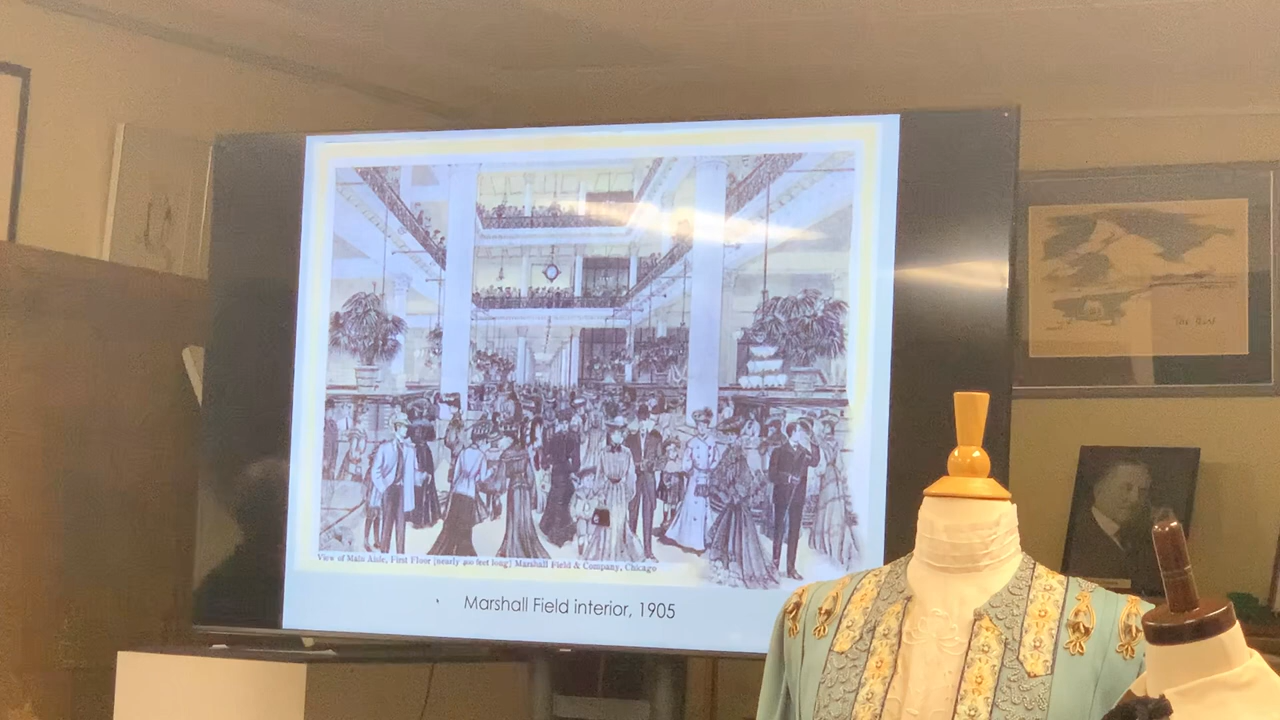 View of Main Aisle, First Floor [nearly 400 feet long] Marshall Field & Company, Chicago
Marshall Field interior, 1905